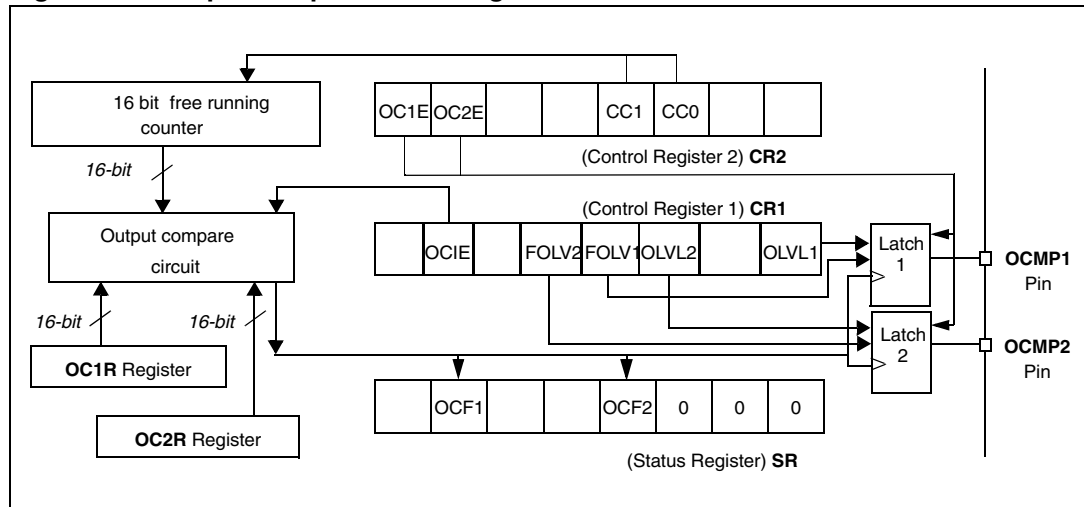 16 bit free running
counter
OC1E OC2E CC1 CC0
(Control Register 2) CR2
16-bit
(Control Register 1) CR1
Output compare
circuit
OCIE FOLV2 FOLV1 OLVL2 OLVL1
Latch
1
OCMP1
Pin
16-bit 16-bit
Latch
2
OCMP2
Pin
OC1R Register
OCF1 OCF2 0 0 0
OC2R Register
(Status Register) SR